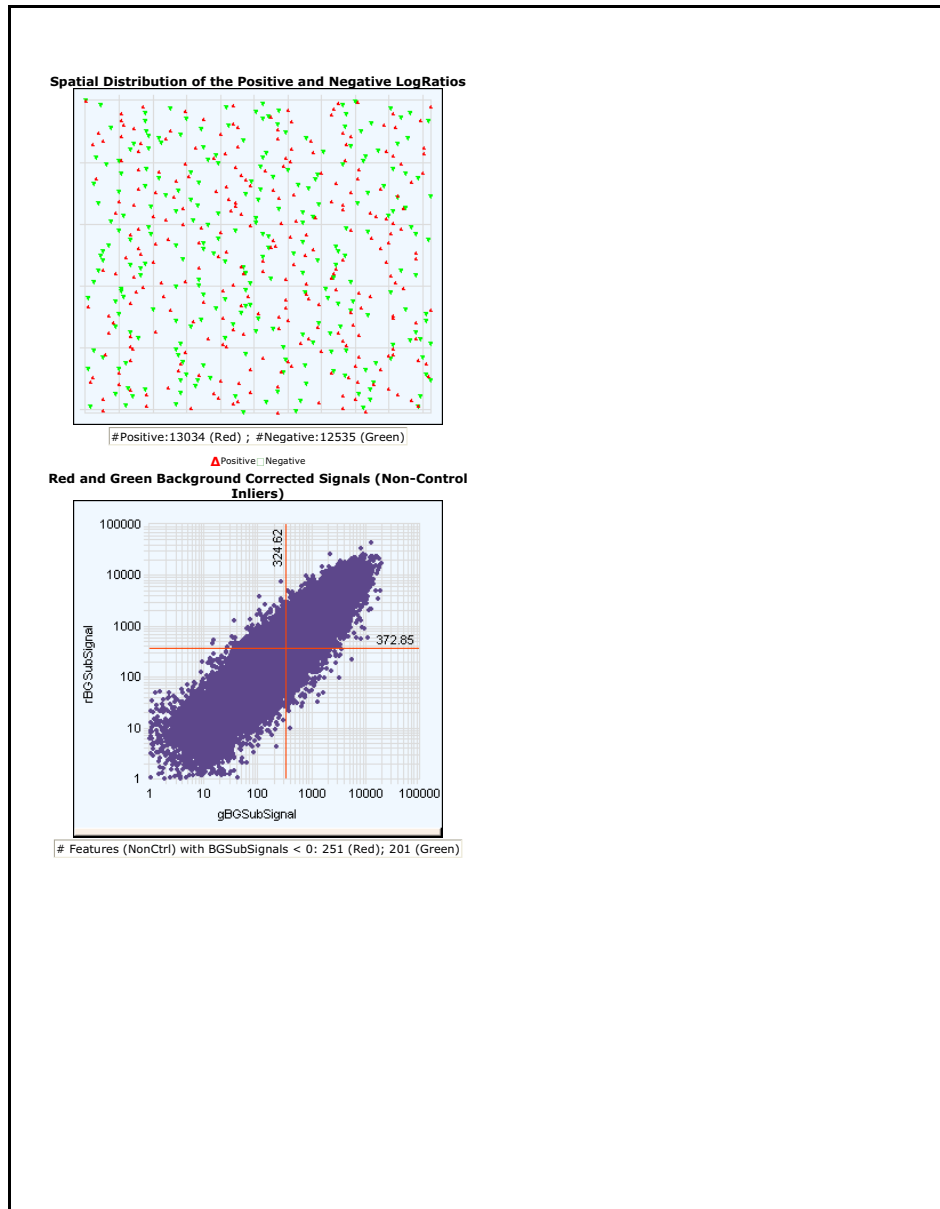 Spatial Distribution of the Positive and Negative LogRatios
#Positive:13034 (Red) ; #Negative:12535 (Green)
Positive Negative
Red and Green Background Corrected Signals (Non-Control
Inliers)
100000
10000
1000
100
10
1
rBGSubSignal
324.62
372.85
1 10 100 1000 10000 100000
gBGSubSignal
# Features (NonCtrl) with BGSubSignals < 0: 251 (Red); 201 (Green)